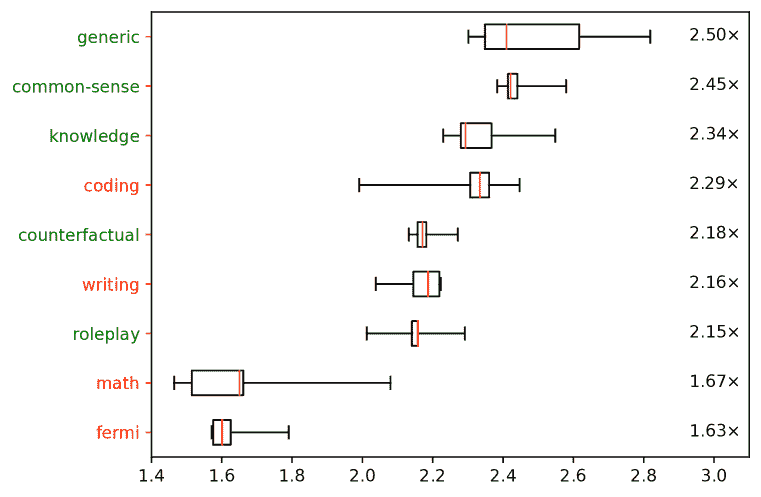 generic 2.50×
common-sense 2.45×
knowledge 2.34×
coding 2.29×
counterfactual 2.18×
writing 2.16×
roleplay 2.15×
math 1.67×
fermi 1.63×
1.4 1.6 1.8 2.0 2.2 2.4 2.6 2.8 3.0